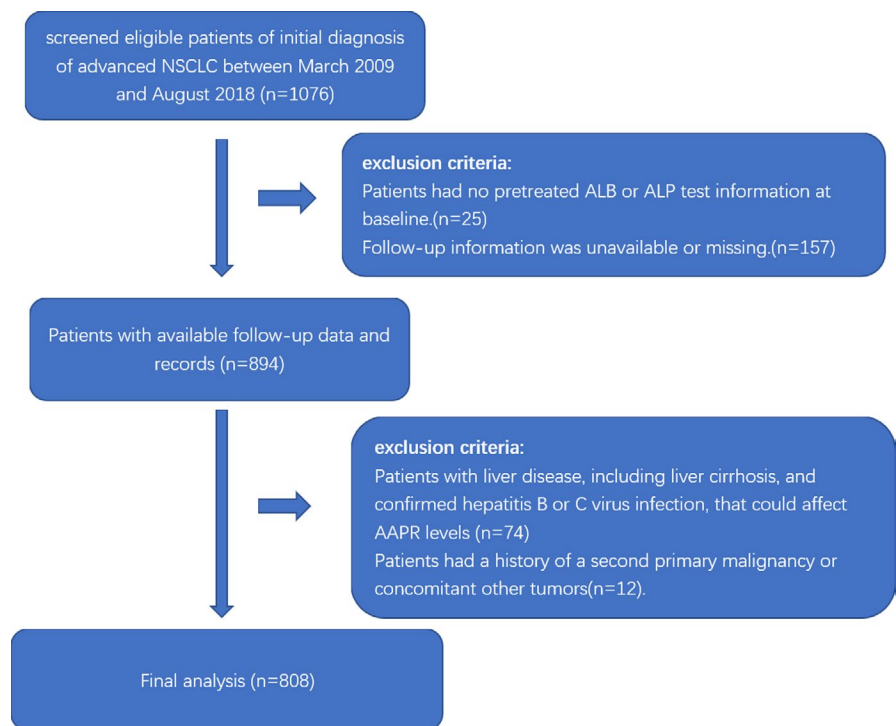 screened eligible patients of initial diagnosis
of advanced NSCLC between March 2009
and August 2018 (n=1076)
exclusion criteria:
Patients had no pretreated ALB or ALP test information at
baseline.(n=25)
Follow-up information was unavailable or missing.(n=157)
Patients with available follow-up data and
records (n=894)
exclusion criteria:
Patients with liver disease, including liver cirrhosis, and
confirmed hepatitis B or C virus infection, that could affect
AAPR levels (n=74)
Patients had a history of a second primary malignancy or
concomitant other tumors(n=12).
Final analysis (n=808)